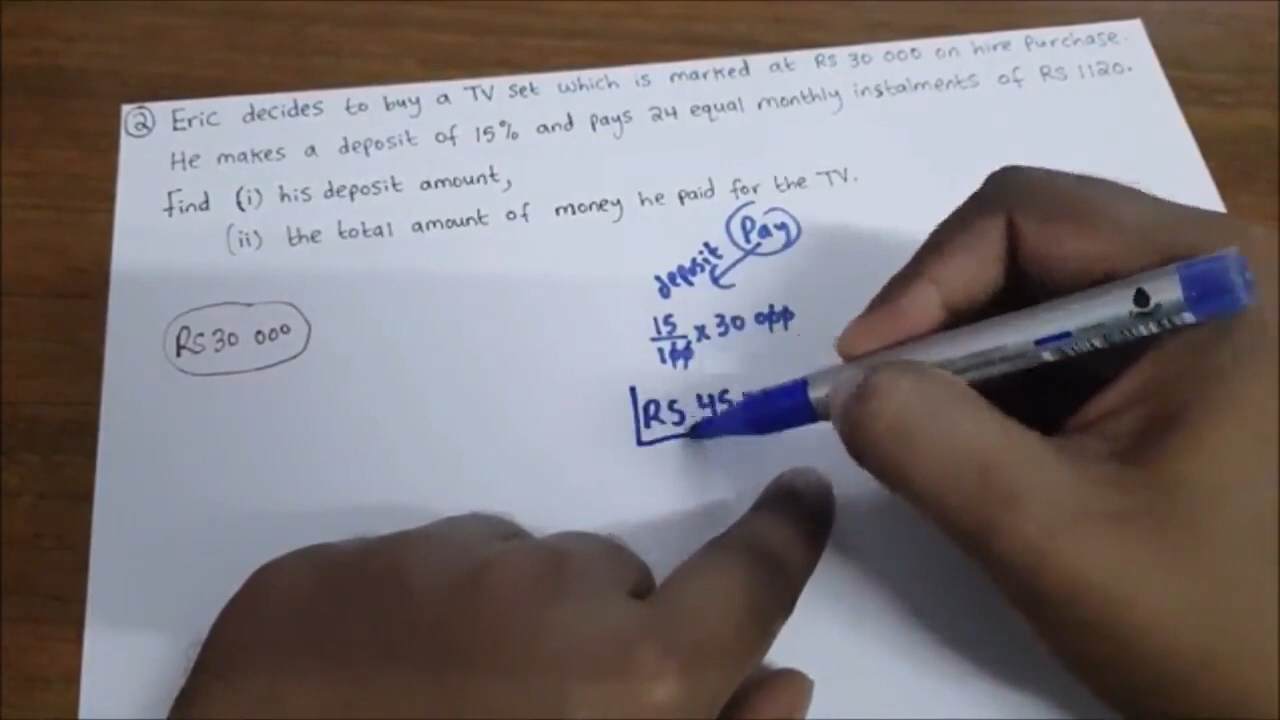 ② Eric decides to buy a TV set which is marked at Rs 30 000 on hire purchase.
He makes a deposit of 15% and pays 24 equal monthly instalments of Rs 1120.
Find (i) his deposit amount,
(ii) the total amount of money he paid for the TV.
Pay
deposit
15/100 x 30 000
Rs 30 000
Rs 45